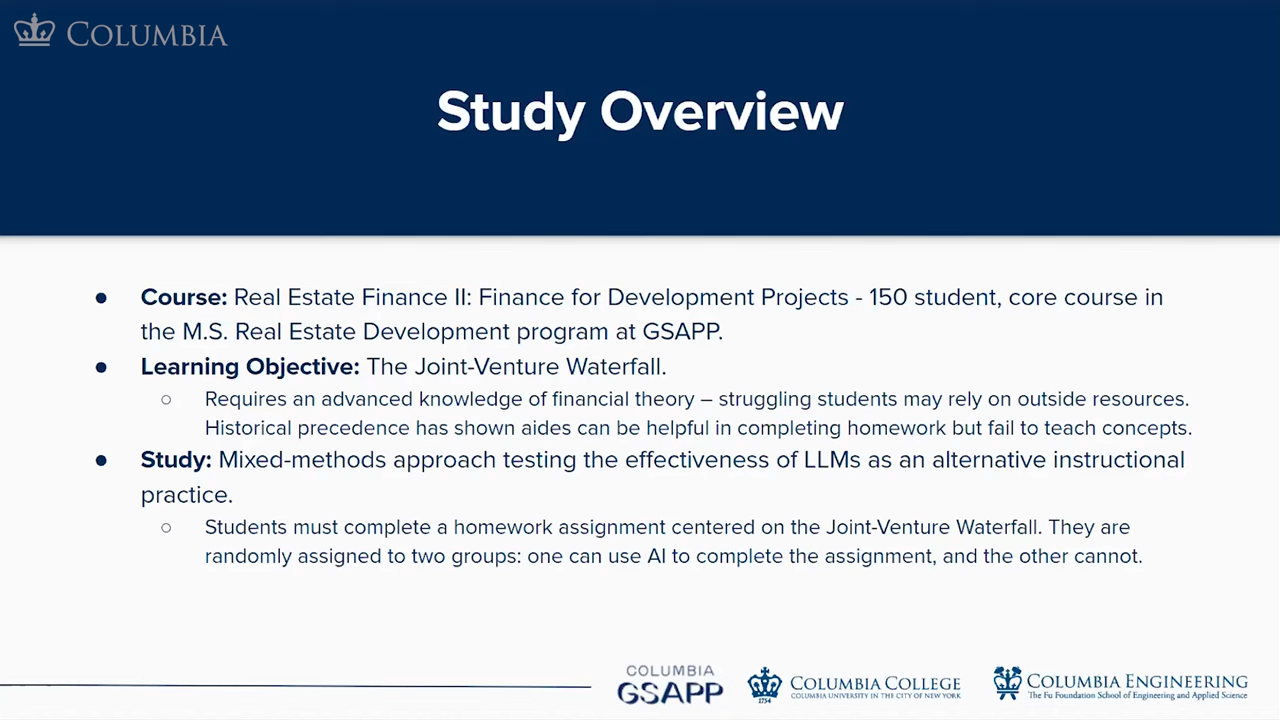 COLUMBIA
Study Overview
● Course: Real Estate Finance II: Finance for Development Projects - 150 student, core course in
the M.S. Real Estate Development program at GSAPP.
● Learning Objective: The Joint-Venture Waterfall.
○ Requires an advanced knowledge of financial theory – struggling students may rely on outside resources.
Historical precedence has shown aides can be helpful in completing homework but fail to teach concepts.
● Study: Mixed-methods approach testing the effectiveness of LLMs as an alternative instructional
practice.
○ Students must complete a homework assignment centered on the Joint-Venture Waterfall. They are
randomly assigned to two groups: one can use AI to complete the assignment, and the other cannot.
COLUMBIA
GSAPP
1754
COLUMBIA COLLEGE
COLUMBIA UNIVERSITY IN THE CITY OF NEW YORK
COLUMBIA ENGINEERING
The Fu Foundation School of Engineering and Applied Science